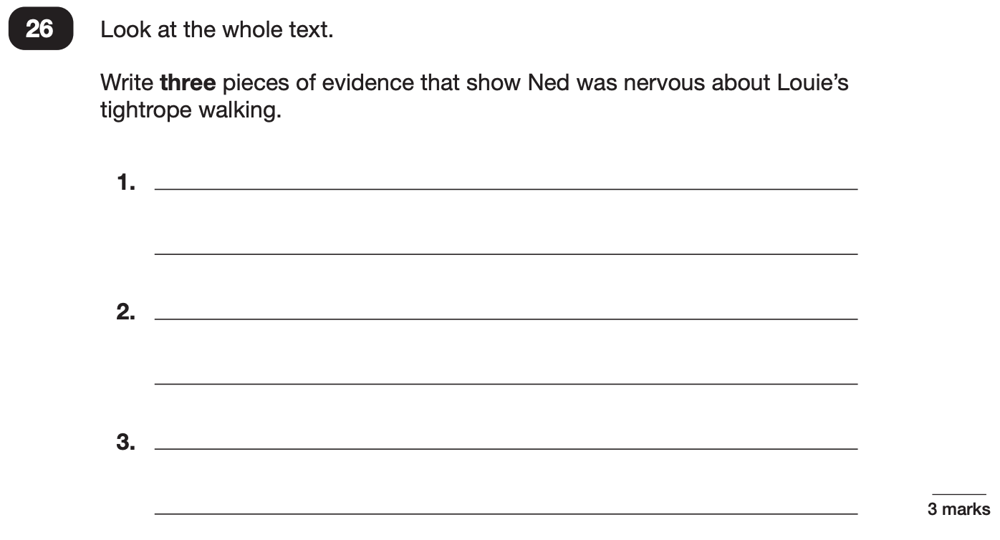 26 Look at the whole text.
Write three pieces of evidence that show Ned was nervous about Louie’s
tightrope walking.
1.
2.
3.
3 marks